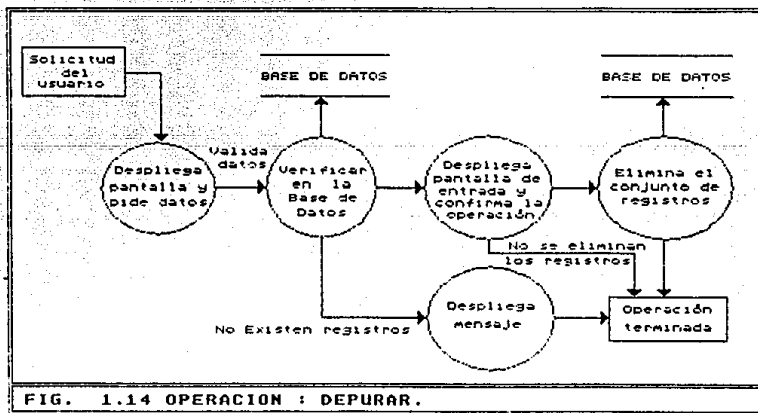 Solicitud
del
usuario
BASE DE DATOS
BASE DE DATOS
Despliega
pantalla y
pide datos
Valida
datos
Verificar
en la
Base de
Datos
Despliega
pantalla de
entrada y
confirma la
operación
Elimina el
conjunto de
registros
No se eliminan
los registros
No Existen registros
Despliega
mensaje
Operación
terminada
FIG. 1.14 OPERACION : DEPURAR.